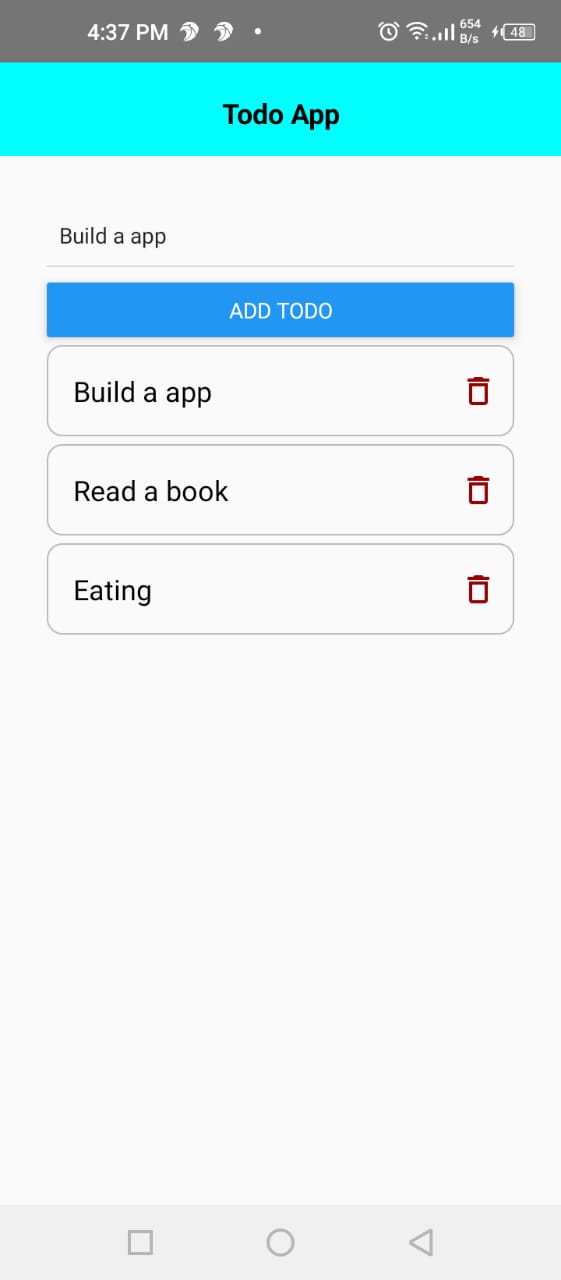 4:37 PM
654
B/s
48
Todo App
Build a app
ADD TODO
Build a app
Read a book
Eating